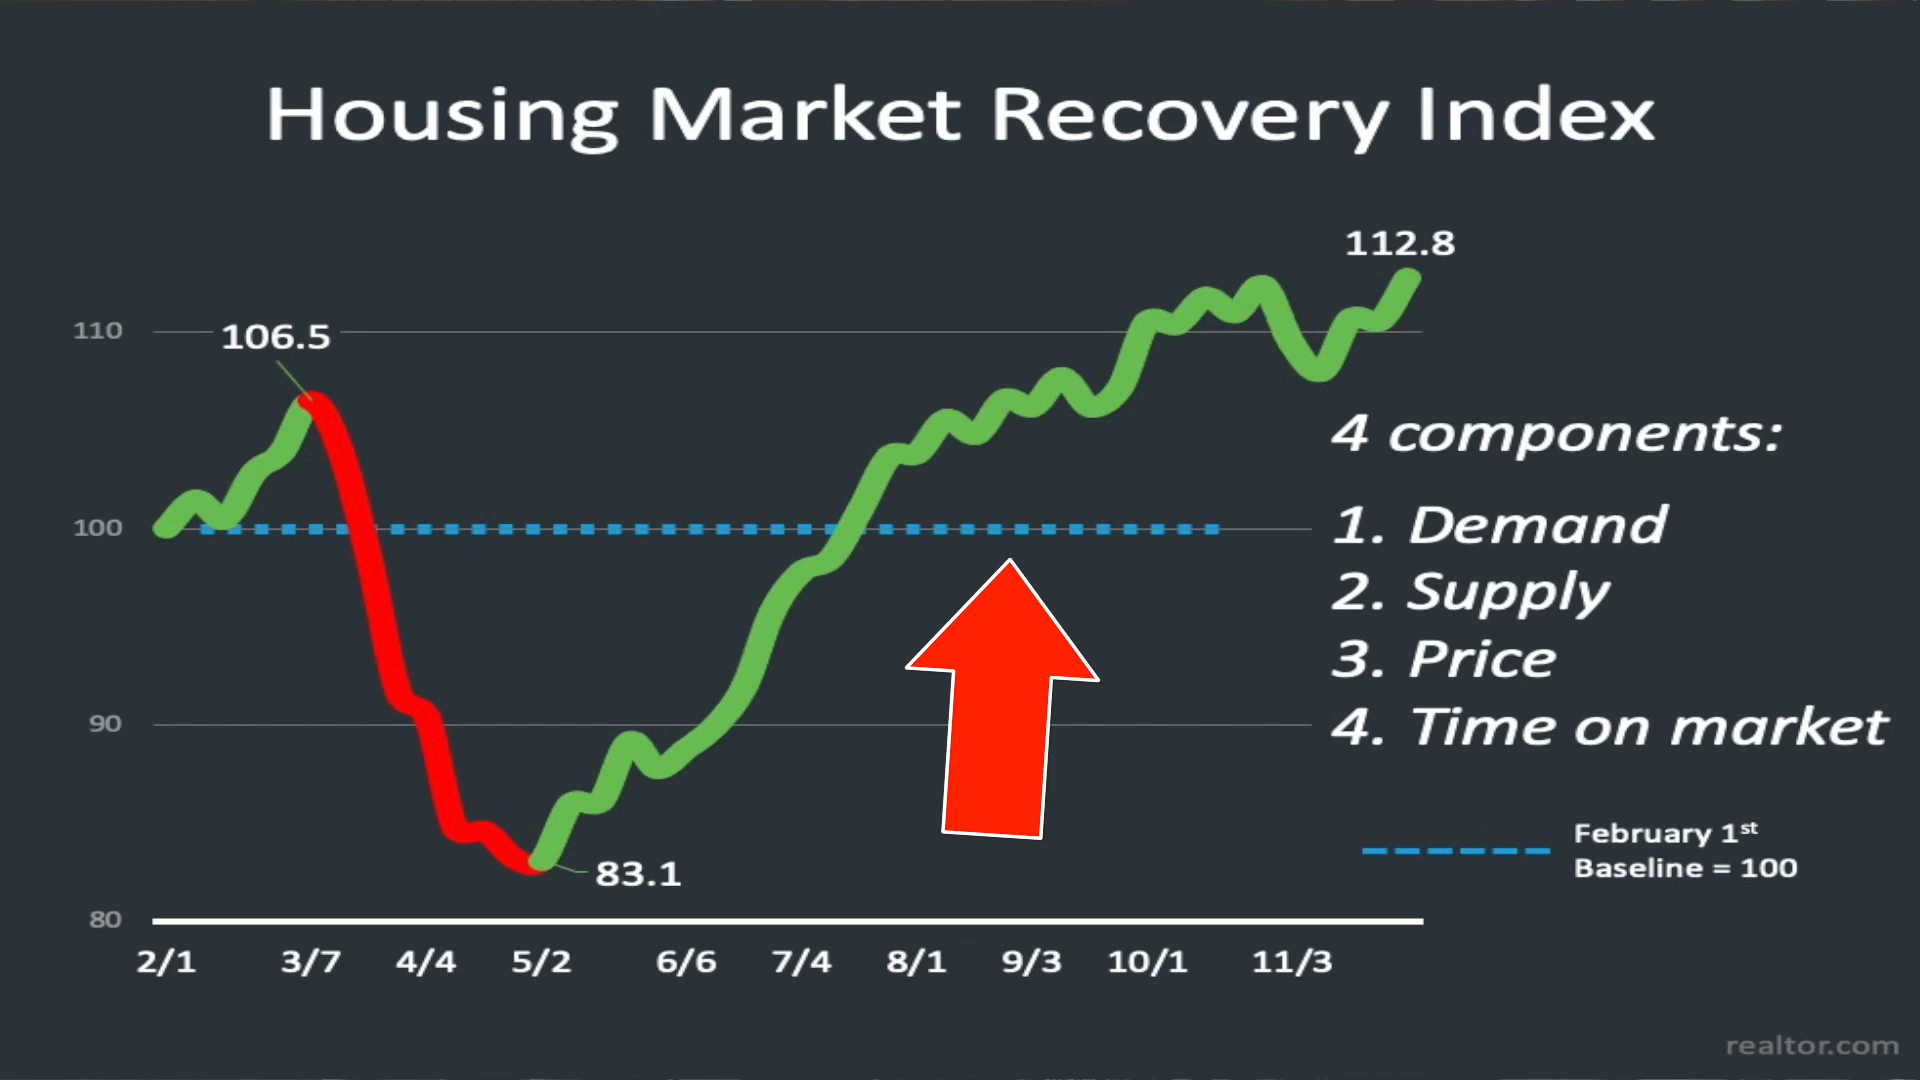 Housing Market Recovery Index
112.8
110
106.5
4 components:
100
1. Demand
2. Supply
3. Price
90
4. Time on market
February 1st
Baseline = 100
83.1
80
2/1 3/7 4/4 5/2 6/6 7/4 8/1 9/3 10/1 11/3
realtor.com